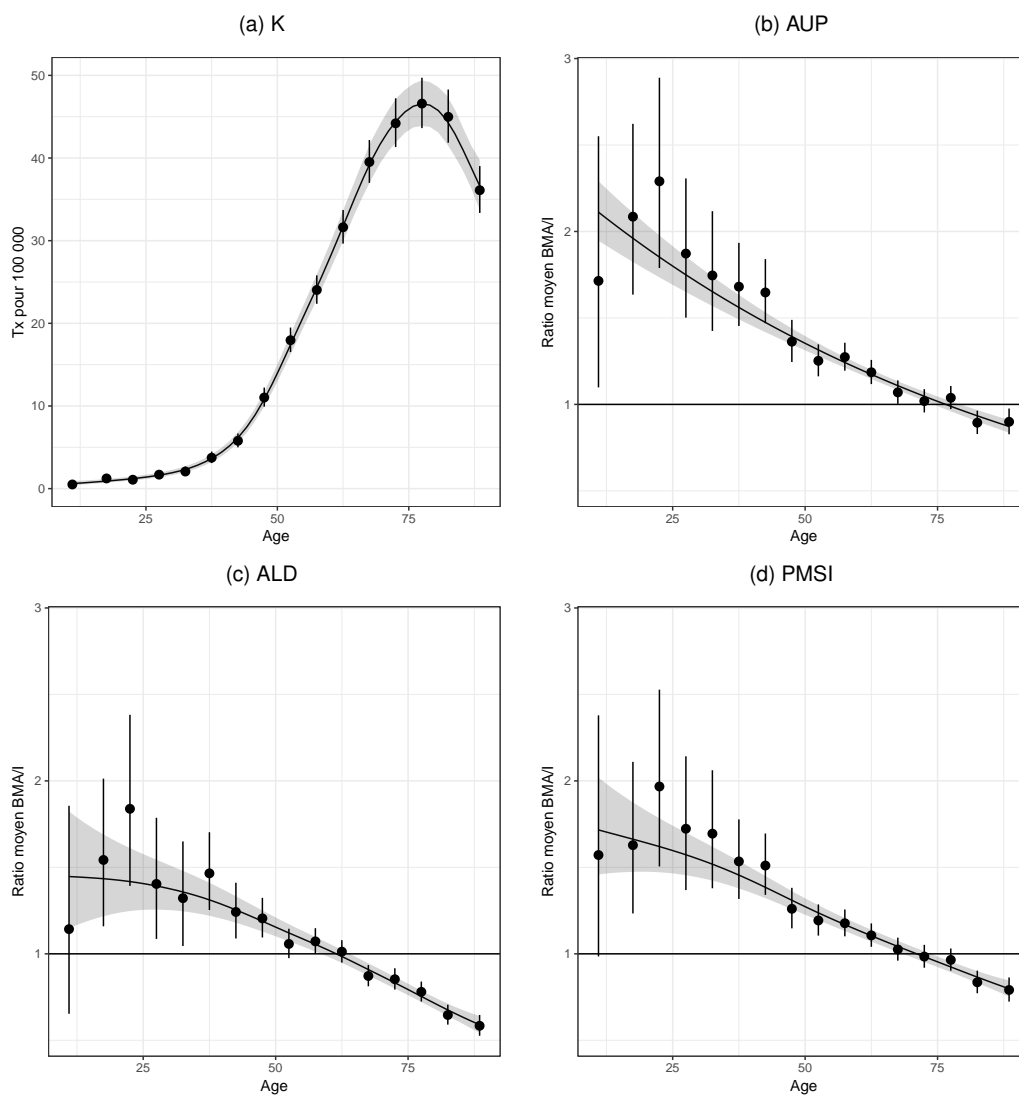 (a) K
50
40
30
20
10
0
Tx pour 100 000
25
50
75
Age
(b) AUP
3
2
1
Ratio moyen BMA/I
25
50
75
Age
(c) ALD
3
2
1
Ratio moyen BMA/I
25
50
75
Age
(d) PMSI
3
2
1
Ratio moyen BMA/I
25
50
75
Age